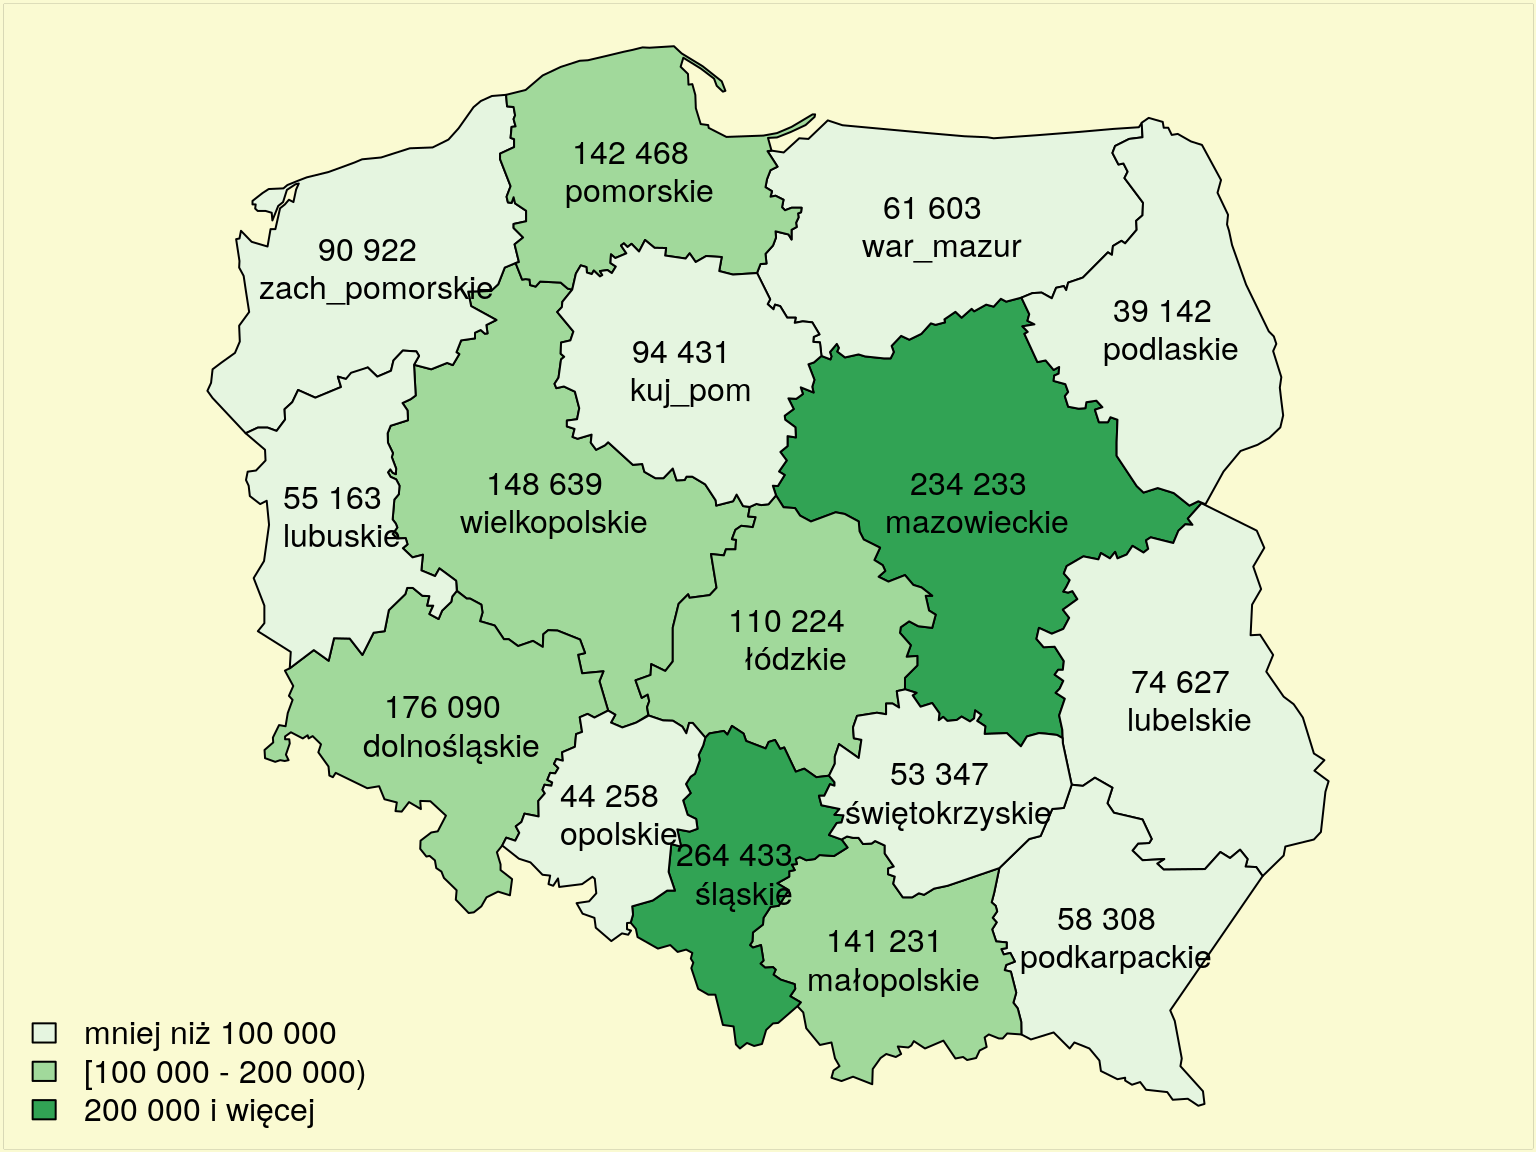 142 468
pomorskie
61 603
war_mazur
90 922
zach_pomorskie
39 142
podlaskie
94 431
kuj_pom
55 163
lubuskie
148 639
wielkopolskie
234 233
mazowieckie
110 224
łódzkie
74 627
lubelskie
176 090
dolnośląskie
53 347
świętokrzyskie
44 258
opolskie
264 433
śląskie
58 308
podkarpackie
141 231
małopolskie
mniej niż 100 000
[100 000 - 200 000)
200 000 i więcej